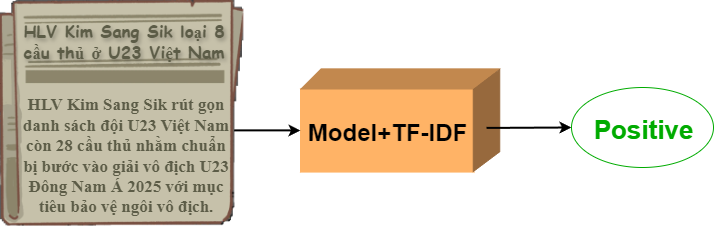 HLV Kim Sang Sik loại 8
cầu thủ ở U23 Việt Nam
HLV Kim Sang Sik rút gọn
danh sách đội U23 Việt Nam
còn 28 cầu thủ nhằm chuẩn
bị bước vào giải vô địch U23
Đông Nam Á 2025 với mục
tiêu bảo vệ ngôi vô địch.
Model+TF-IDF
Positive